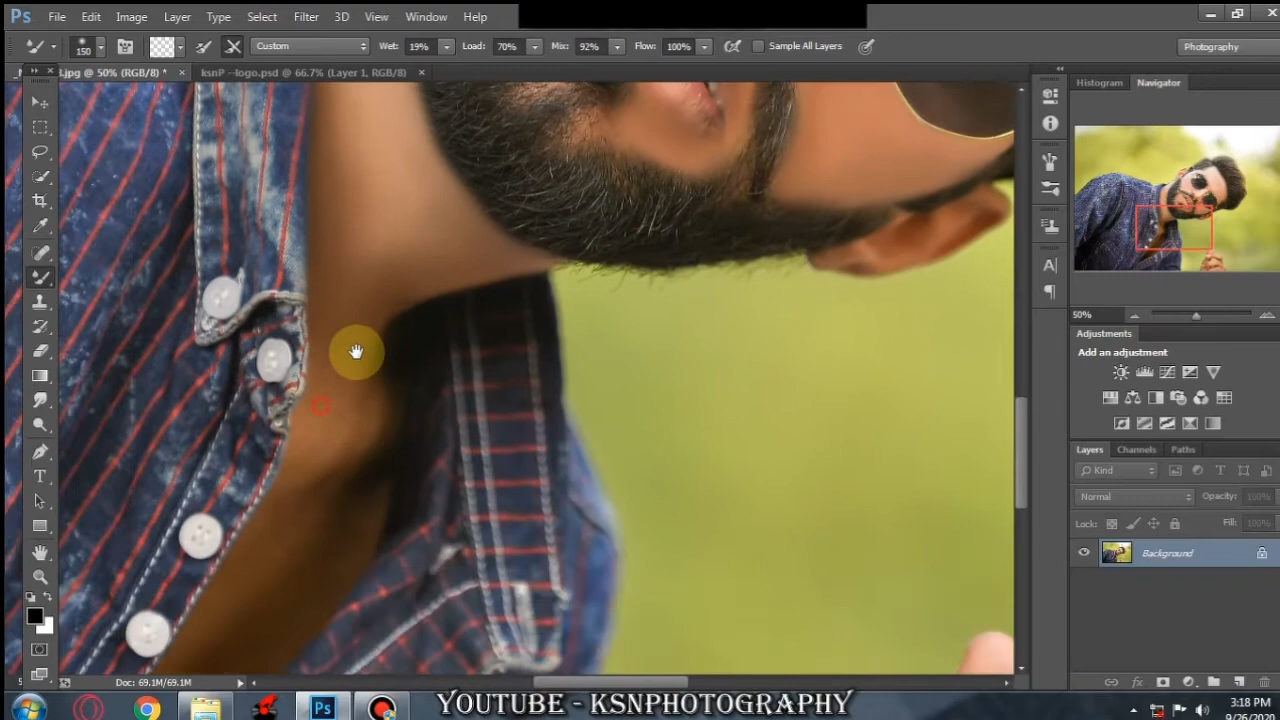 Ps File Edit Image Layer Type Select Filter 3D View Window Help
150 Custom Wet: 19% Load: 70% Mix: 92% Flow: 100% Sample All Layers Photography
.jpg @ 50% (RGB/8) * × ksnP --logo.psd @ 66.7% (Layer 1, RGB/8) ×
Histogram Navigator
50%
Adjustments
Add an adjustment
Layers Channels Paths
Kind
Normal Opacity: 100%
Lock: Fill: 100%
Background
Doc: 69.1M/69.1M
YOUTUBE - KSNPHOTOGRAPHY
3:18 PM